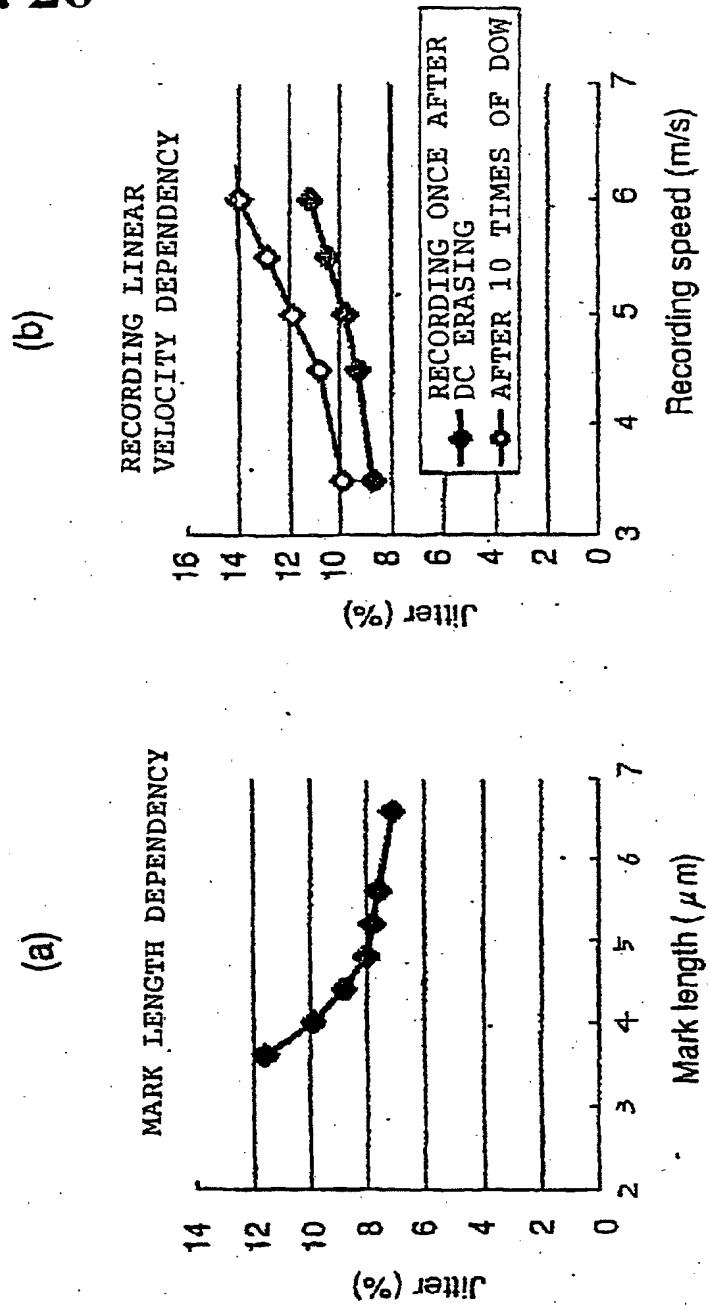 26
(a)
MARK LENGTH DEPENDENCY
Jitter (%)
14
12
10
8
6
4
2
0
2
3
4
5
6
7
Mark length (μm)
(b)
RECORDING LINEAR
VELOCITY DEPENDENCY
Jitter (%)
16
14
12
10
8
6
4
2
0
3
4
5
6
7
Recording speed (m/s)
RECORDING ONCE AFTER
DC ERASING
AFTER 10 TIMES OF DOW